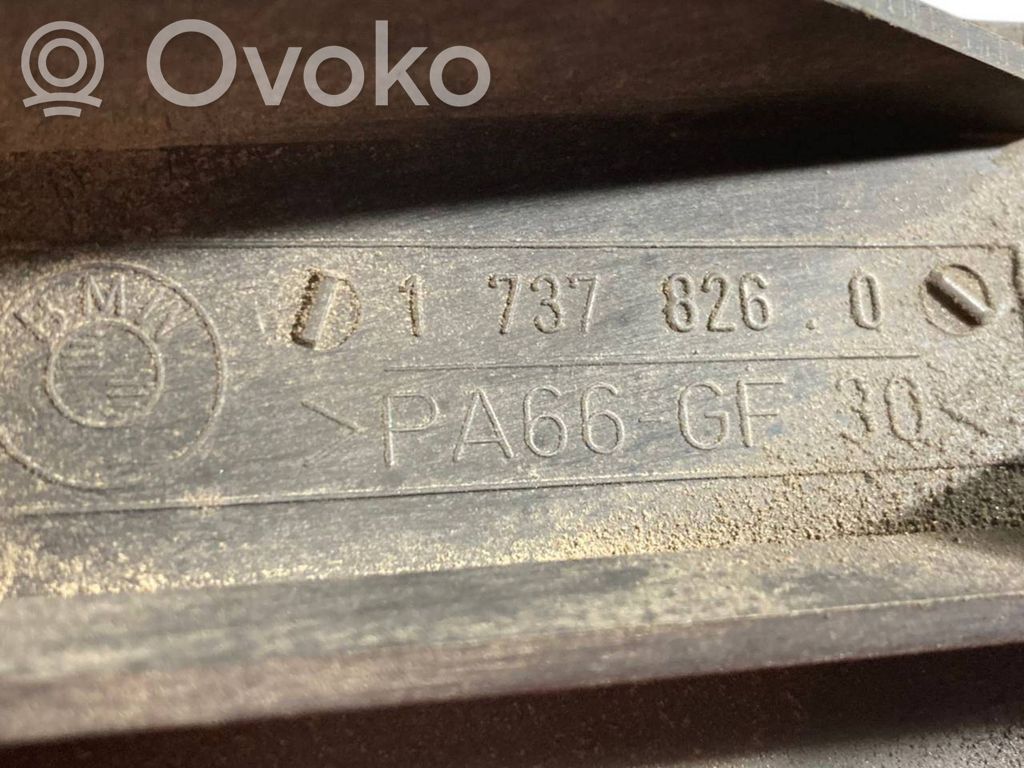 Ovoko
BMW
1 737 826.0
>PA66-GF 30<